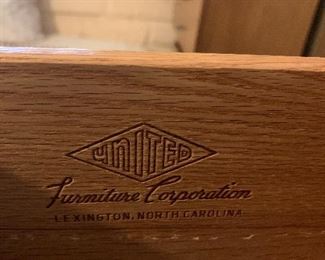 UNITED
Furniture Corporation
LEXINGTON, NORTH CAROLINA